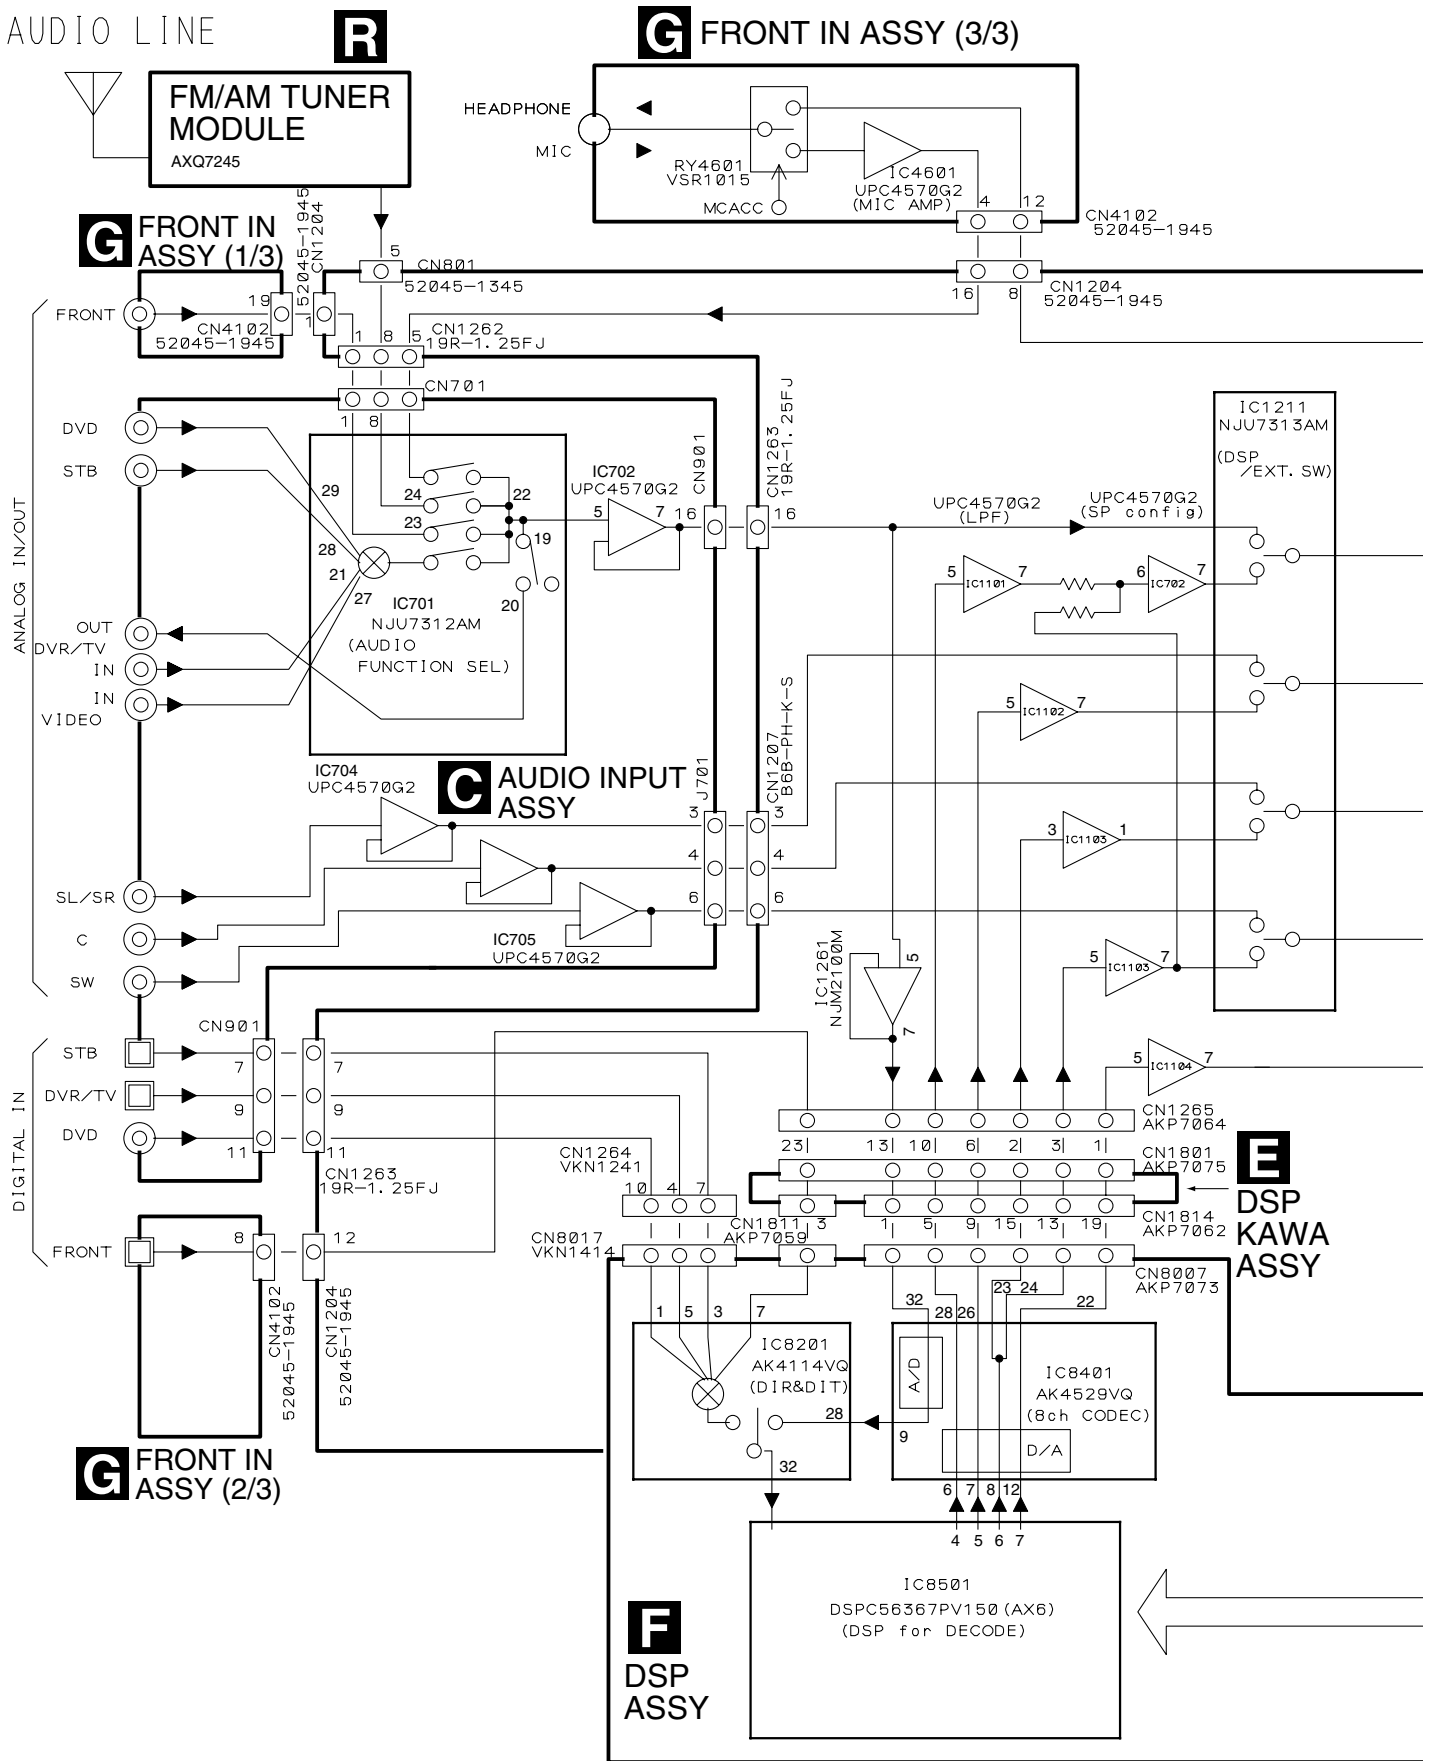 AUDIO LINE
R
FM/AM TUNER
MODULE
AXQ7245
G FRONT IN ASSY (3/3)
HEADPHONE
MIC
RY4601
VSR1015
MCACC
IC4601
UPC4570G2
(MIC AMP)
4 12
CN4102
52045-1945
G FRONT IN
ASSY (1/3)
52045-1945
CN1204
5
CN801
52045-1345
16 8
CN1204
52045-1945
FRONT
19
1
CN4102
52045-1945
1 8 5
CN1262
19R-1.25FJ
CN701
1 8
ANALOG IN/OUT
DVD
STB
OUT
DVR/TV
IN
IN
VIDEO
29
28
21
27
24
23
22
19
20
IC701
NJU7312AM
(AUDIO
FUNCTION SEL)
IC702
UPC4570G2
5 7 16
CN901
CN1263
19R-1.25FJ
16
UPC4570G2
(LPF)
UPC4570G2
(SP config)
IC1211
NJU7313AM
(DSP
/EXT.SW)
5 IC1101 7
6 IC702 7
5 IC1102 7
3 IC1103 1
5 IC1103 7
5 IC1104 7
IC704
UPC4570G2
C AUDIO INPUT
ASSY
J701
CN1207
B6B-PH-K-S
3 3
4 4
6 6
SL/SR
C
SW
IC705
UPC4570G2
IC1261
NJM2100M
5
7
DIGITAL IN
CN901
STB
DVR/TV
DVD
7 7
9 9
11 11
CN1263
19R-1.25FJ
FRONT
8 12
CN4102
52045-1945
CN1204
52045-1945
G FRONT IN
ASSY (2/3)
CN1264
VKN1241
10 4 7
CN8017
VKN1414
CN1265
AKP7064
23 13 10 6 2 3 1
CN1801
AKP7075
CN1811
AKP7059
3 1 5 9 15 13 19
CN1814
AKP7062
CN8007
AKP7073
E
DSP
KAWA
ASSY
1 5 3 7
32 28 26 23 24 22
IC8201
AK4114VQ
(DIR&DIT)
28
32
A/D
9
IC8401
AK4529VQ
(8ch CODEC)
D/A
6 7 8 12
4 5 6 7
IC8501
DSPC56367PV150(AX6)
(DSP for DECODE)
F
DSP
ASSY